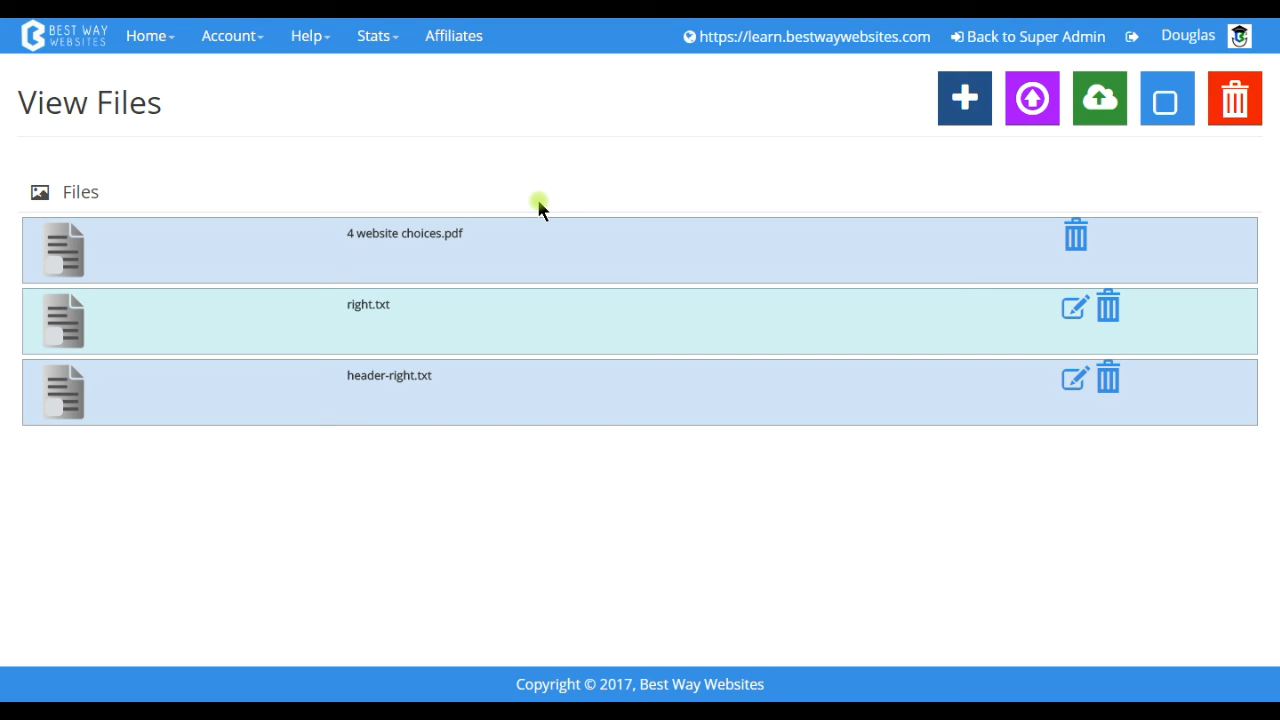 BEST WAY
WEBSITES
Home Account Help Stats Affiliates https://learn.bestwaywebsites.com Back to Super Admin Douglas
View Files
Files
4 website choices.pdf
right.txt
header-right.txt
Copyright © 2017, Best Way Websites